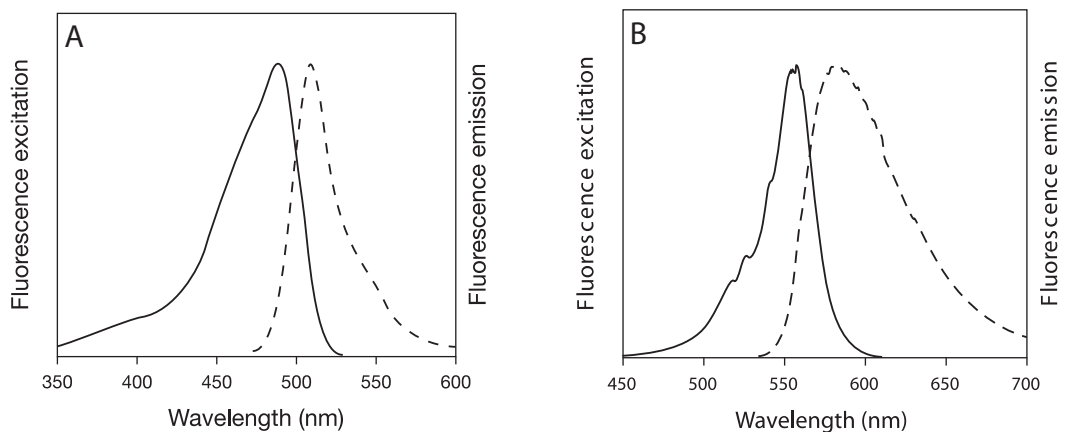 A
Fluorescence excitation
Fluorescence emission
350 400 450 500 550 600
Wavelength (nm)
B
Fluorescence excitation
Fluorescence emission
450 500 550 600 650 700
Wavelength (nm)